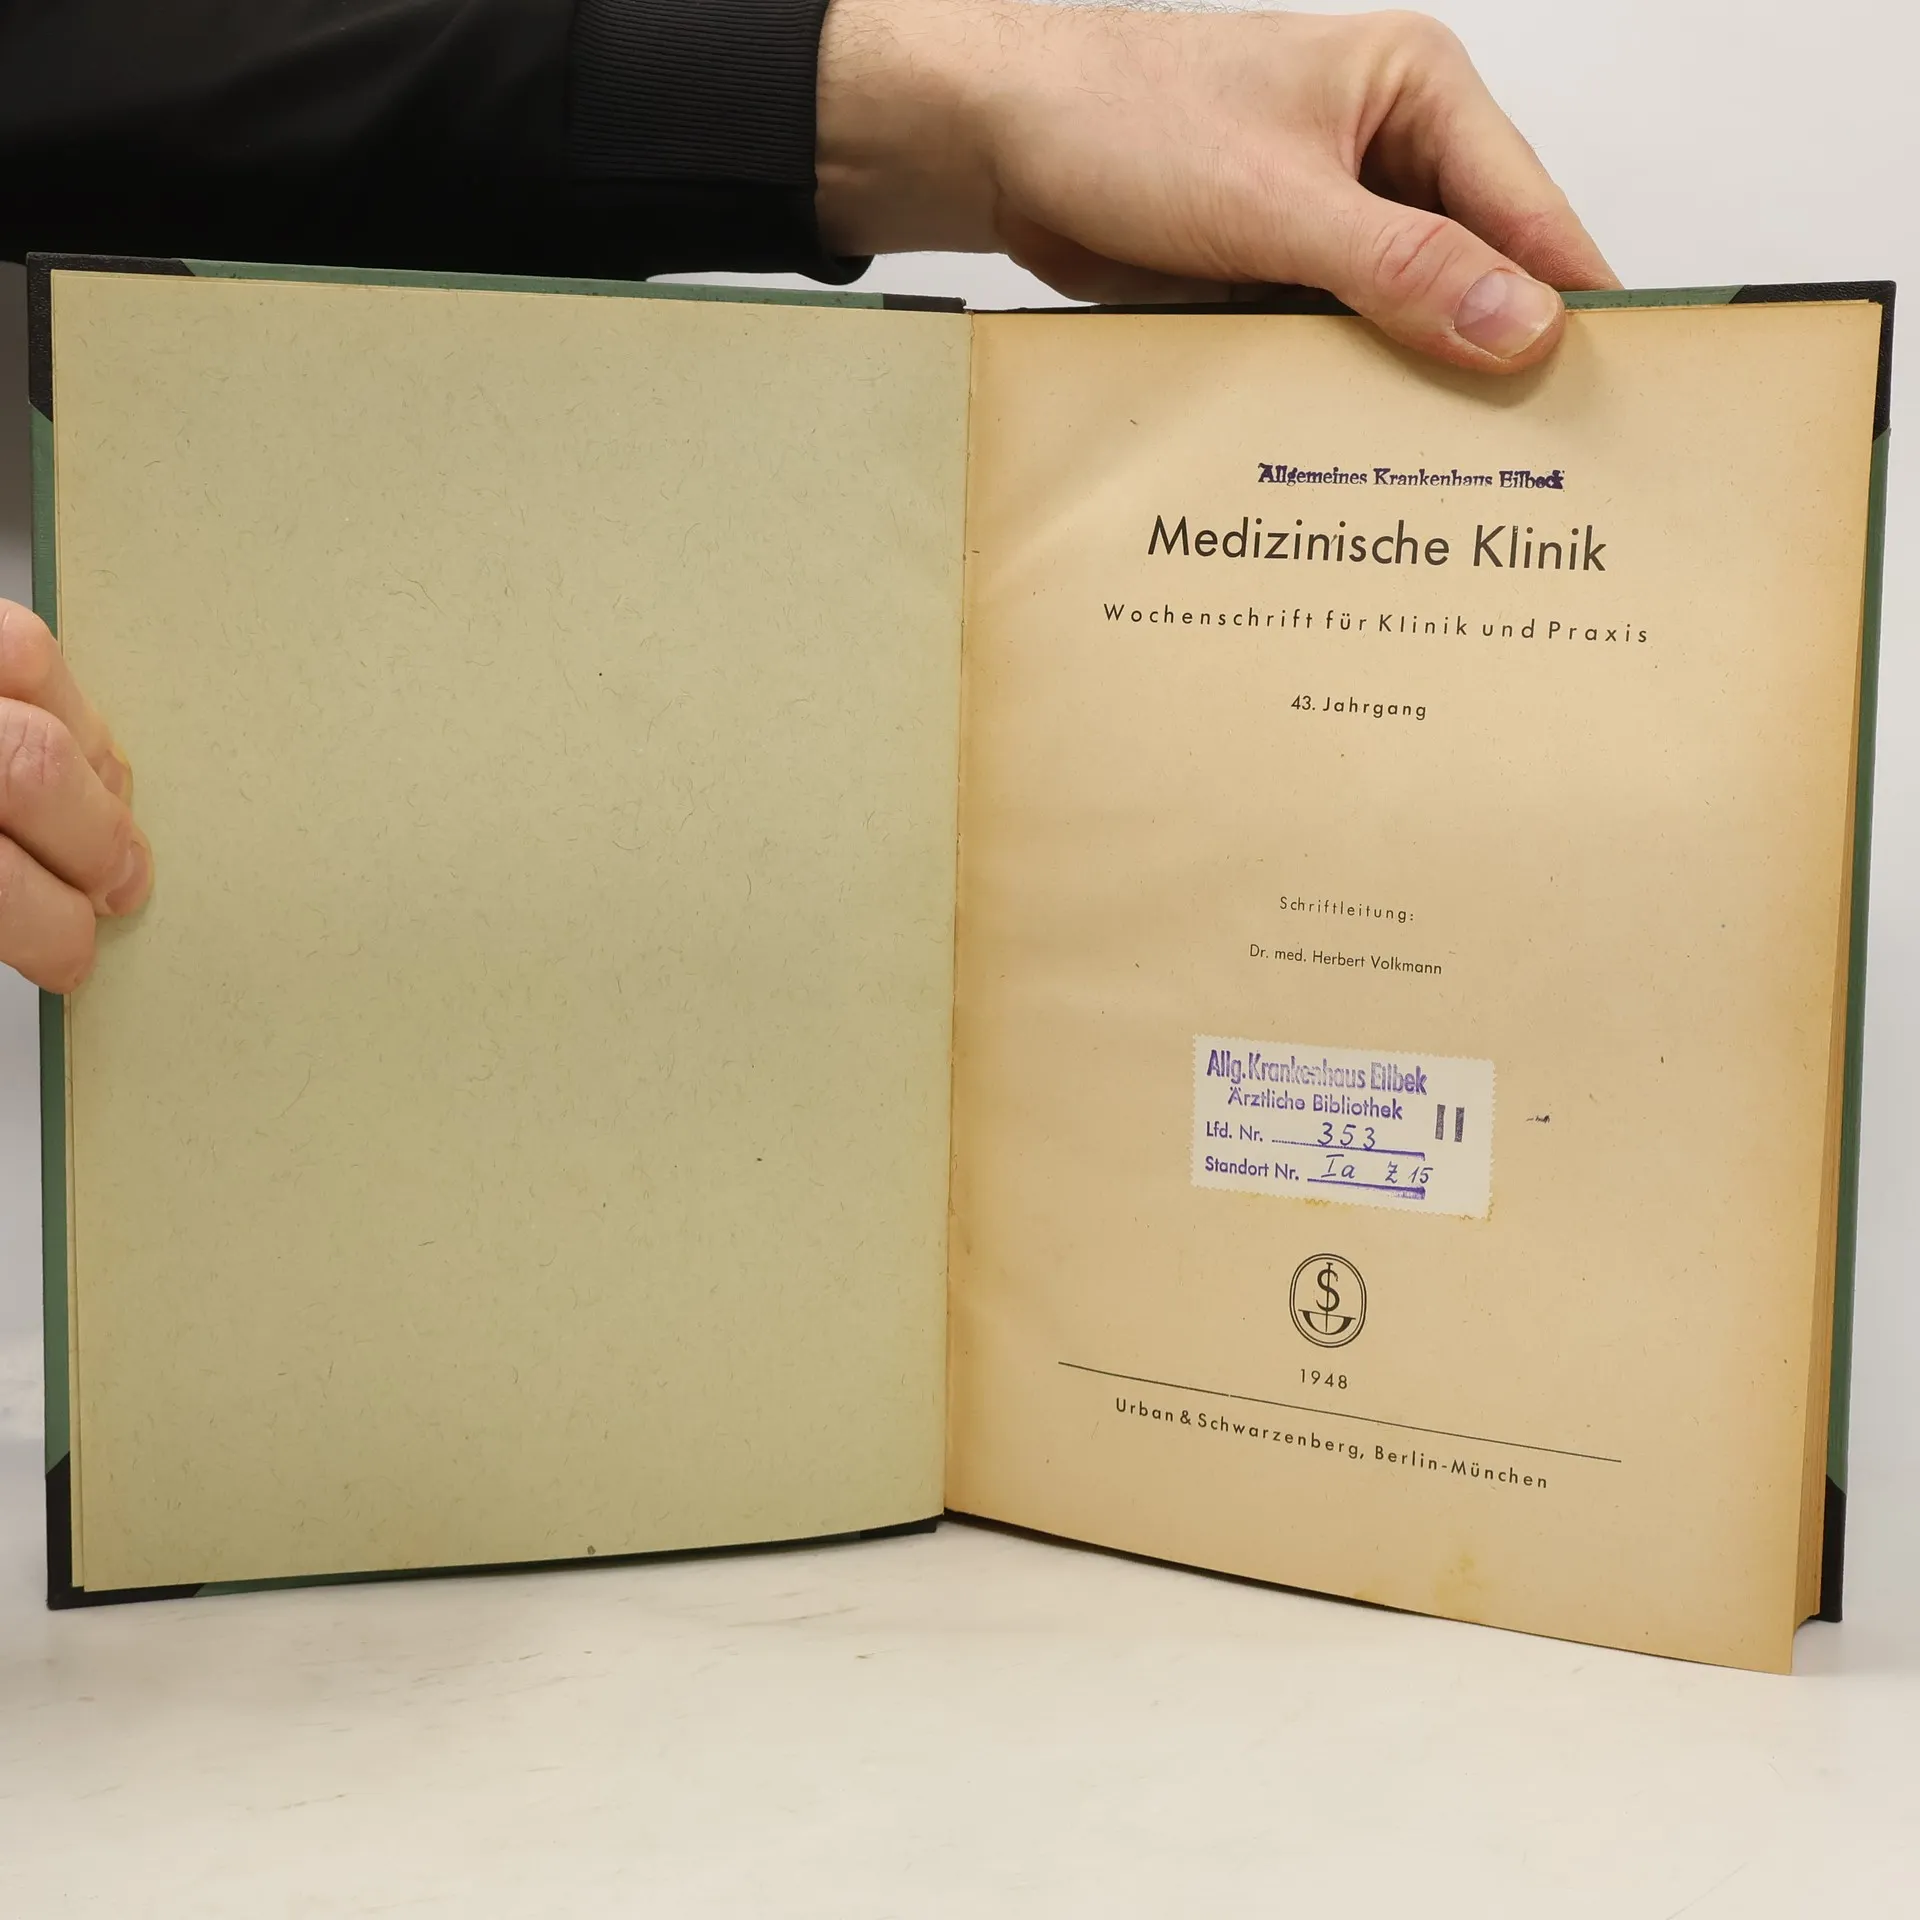 Allgemeines Krankenhaus Eilbeck
Medizinische Klinik
Wochenschrift für Klinik und Praxis
43. Jahrgang
Schriftleitung:
Dr. med. Herbert Volkmann
Allg. Krankenhaus Eilbek
Ärztliche Bibliothek
II
Lfd. Nr. 353
Standort Nr. Ia Z 15
1948
Urban & Schwarzenberg, Berlin-München